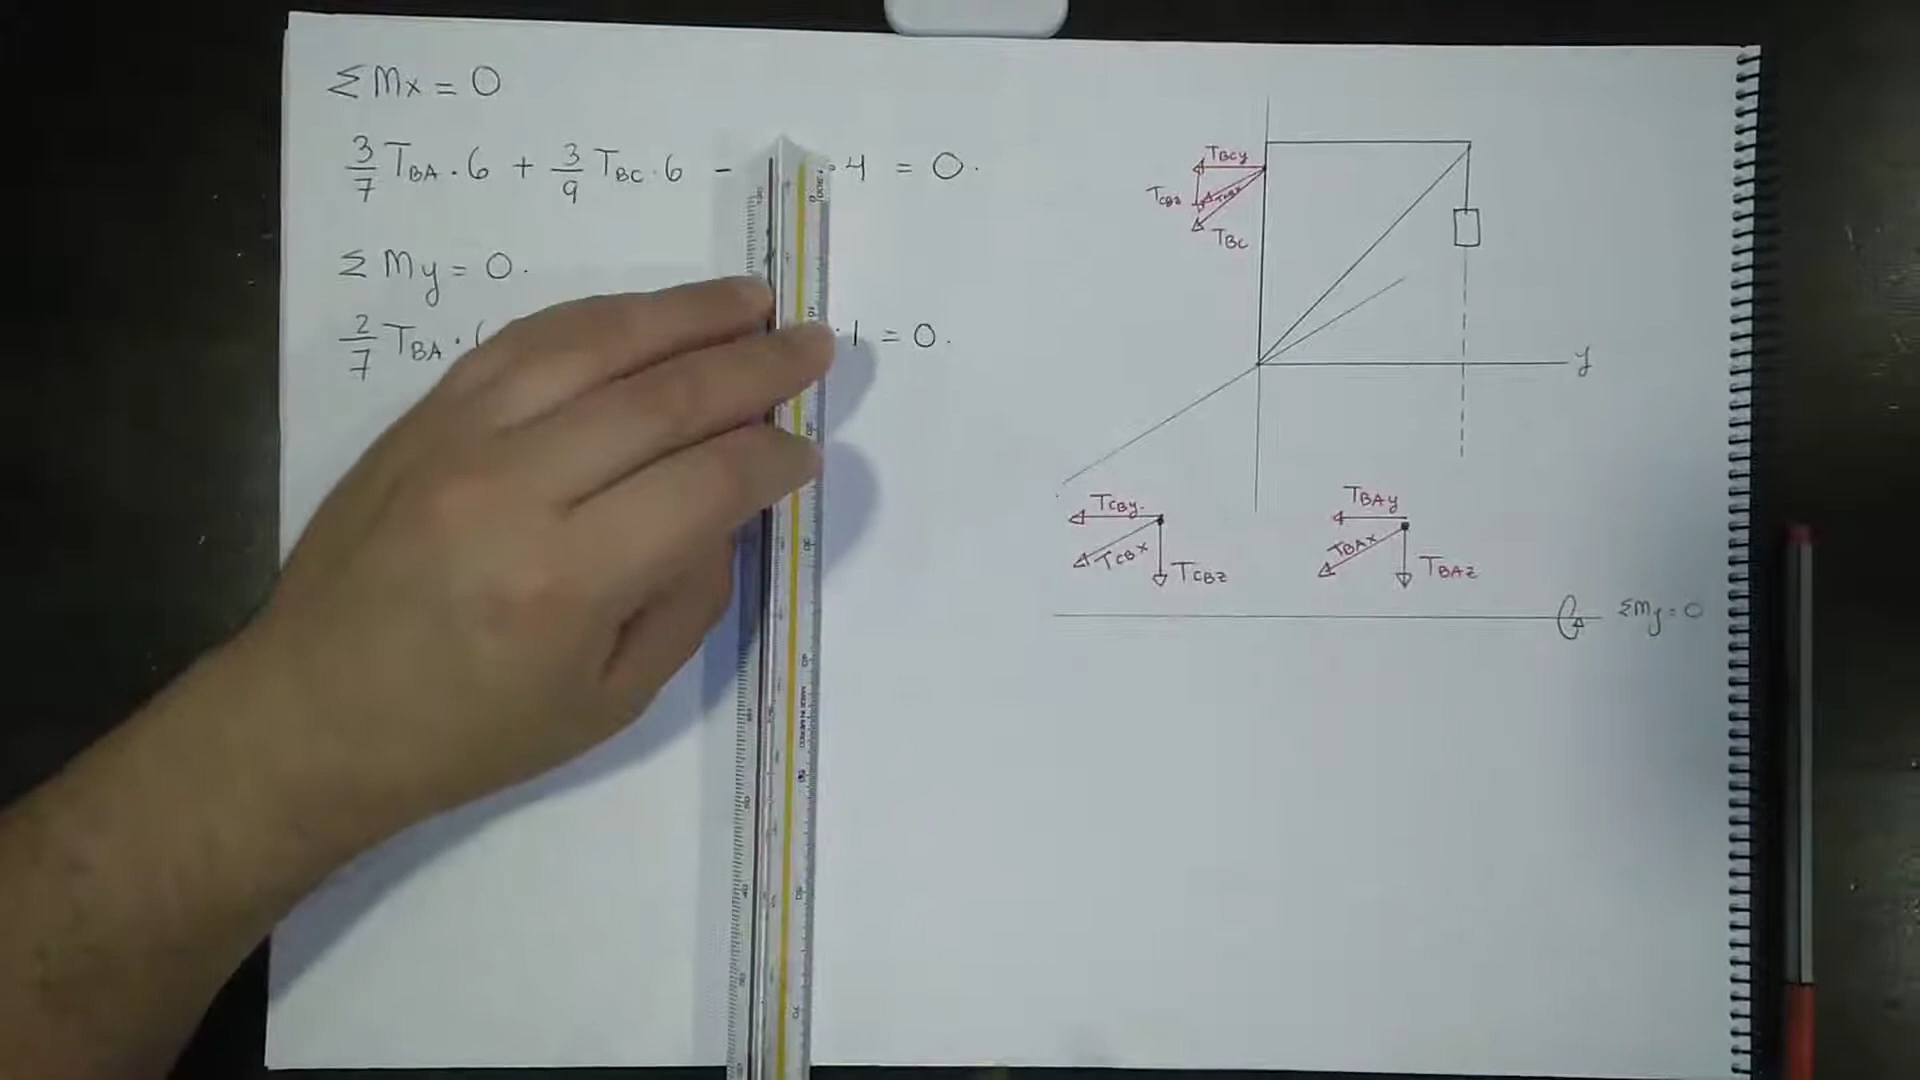 ΣMx = 0
3/7 TBA . 6 + 3/9 TBC . 6 - . 4 = 0.
ΣMy = 0.
2/7 TBA . . 1 = 0.
TBCy
TCBz
TBC
y
TCBy.
TCBx
TCBz
TBAy
TBAx
TBAz
ΣMy = 0